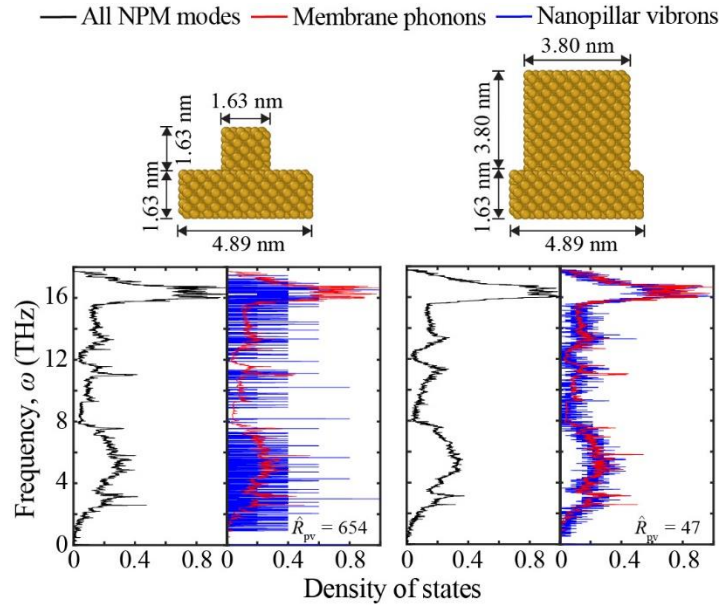 All NPM modes Membrane phonons Nanopillar vibrons
3.80 nm
1.63 nm
1.63 nm
3.80 nm
1.63 nm
1.63 nm
4.89 nm
4.89 nm
Frequency, ω (THz)
16
12
8
4
0
R̂pv = 654
R̂pv = 47
0 0.4 0.8 0 0.4 0.8 0 0.4 0.8 0 0.4 0.8
Density of states